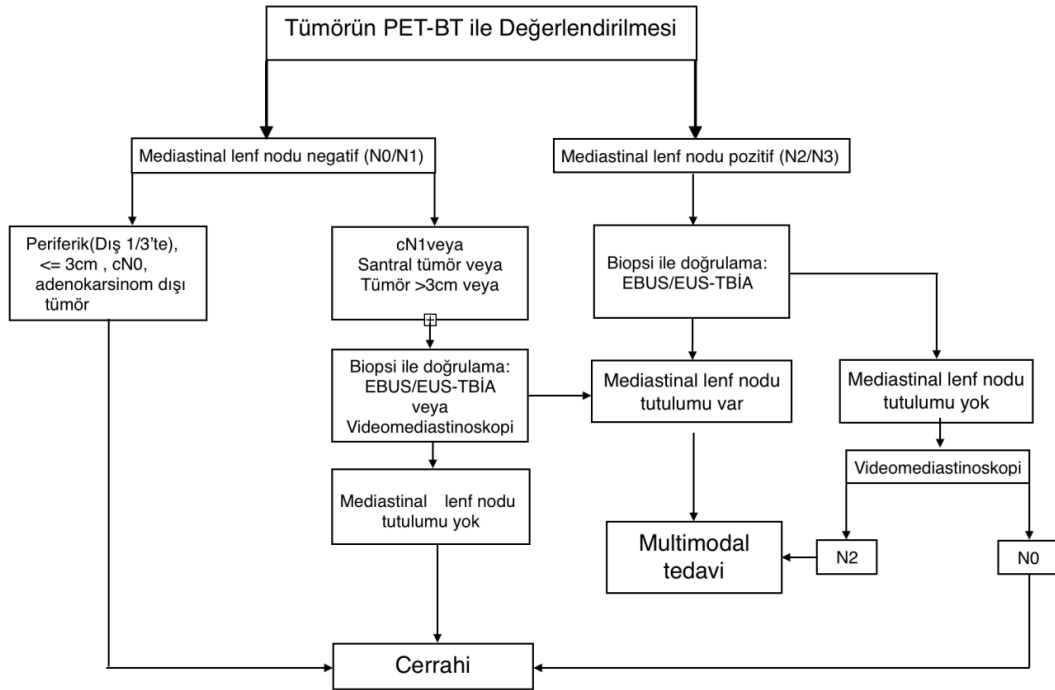 Tümörün PET-BT ile Değerlendirilmesi
Mediastinal lenf nodu negatif (N0/N1)
Mediastinal lenf nodu pozitif (N2/N3)
Periferik(Dış 1/3'te),
<= 3cm , cN0,
adenokarsinom dışı
tümör
cN1veya
Santral tümör veya
Tümör >3cm veya
Biopsi ile doğrulama:
EBUS/EUS-TBİA
Biopsi ile doğrulama:
EBUS/EUS-TBİA
veya
Videomediastinoskopi
Mediastinal lenf nodu
tutulumu var
Mediastinal lenf nodu
tutulumu yok
Videomediastinoskopi
Mediastinal lenf nodu
tutulumu yok
Multimodal
tedavi
N2
N0
Cerrahi